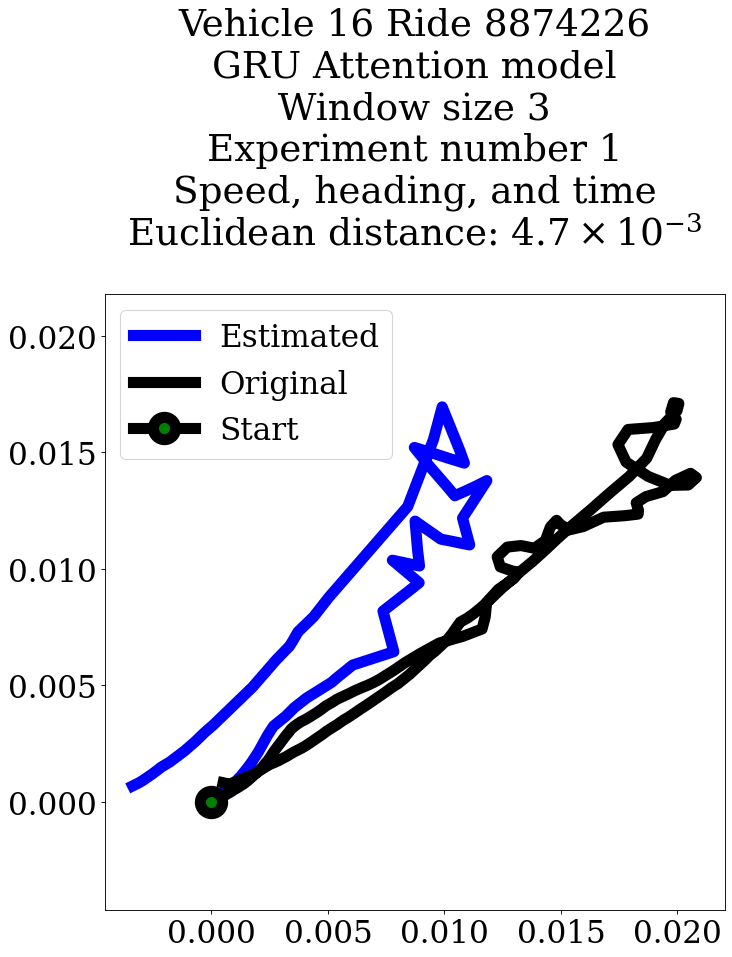 Vehicle 16 Ride 8874226
GRU Attention model
Window size 3
Experiment number 1
Speed, heading, and time
Euclidean distance: 4.7 × 10⁻³
0.020
0.015
0.010
0.005
0.000
Estimated
Original
Start
0.000 0.005 0.010 0.015 0.020